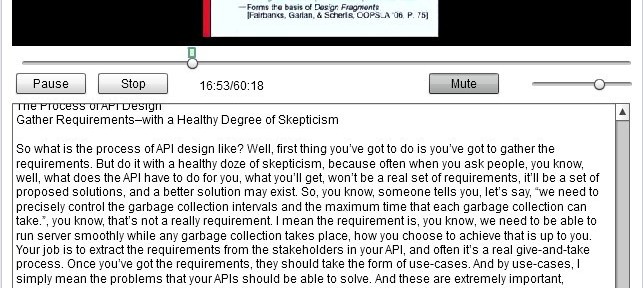 —Forms the basis of Design Fragments
[Fairbanks, Garlan, & Scherlis, OOPSLA '06, P. 75]
Pause
Stop
16:53/60:18
Mute
The Process of API Design
Gather Requirements–with a Healthy Degree of Skepticism
So what is the process of API design like? Well, first thing you've got to do is you've got to gather the
requirements. But do it with a healthy doze of skepticism, because often when you ask people, you know,
well, what does the API have to do for you, what you'll get, won't be a real set of requirements, it'll be a set of
proposed solutions, and a better solution may exist. So, you know, someone tells you, let's say, “we need to
precisely control the garbage collection intervals and the maximum time that each garbage collection can
take.”, you know, that's not a really requirement. I mean the requirement is, you know, we need to be able to
run server smoothly while any garbage collection takes place, how you choose to achieve that is up to you.
Your job is to extract the requirements from the stakeholders in your API, and often it's a real give-and-take
process. Once you've got the requirements, they should take the form of use-cases. And by use-cases, I
simply mean the problems that your APIs should be able to solve. And these are extremely important,